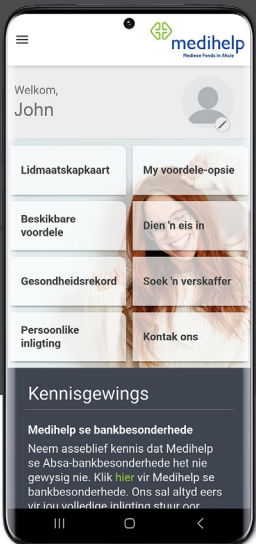 medihelp
Mediese Fonds in Aksie
Welkom,
John
Lidmaatskapkaart
My voordele-opsie
Beskikbare
voordele
Dien 'n eis in
Gesondheidsrekord
Soek 'n verskaffer
Persoonlike
inligting
Kontak ons
Kennisgewings
Medihelp se bankbesonderhede
Neem asseblief kennis dat Medihelp
se Absa-bankbesonderhede het nie
gewysig nie. Klik hier vir Medihelp se
bankbesonderhede. Ons sal altyd eers
vir jou volledige inligting stuur oor